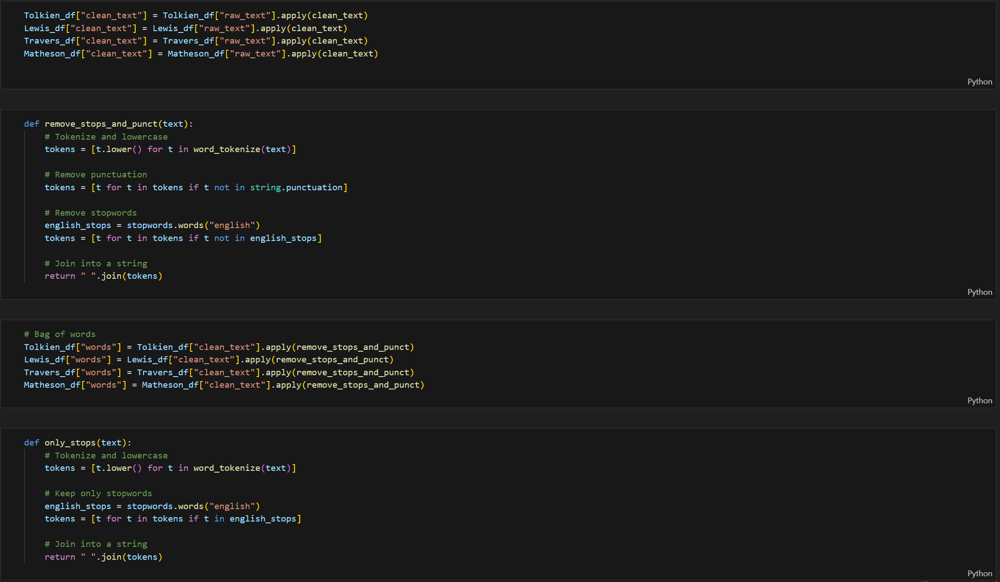 Tolkien_df["clean_text"] = Tolkien_df["raw_text"].apply(clean_text)
Lewis_df["clean_text"] = Lewis_df["raw_text"].apply(clean_text)
Travers_df["clean_text"] = Travers_df["raw_text"].apply(clean_text)
Matheson_df["clean_text"] = Matheson_df["raw_text"].apply(clean_text)
Python
def remove_stops_and_punct(text):
    # Tokenize and lowercase
    tokens = [t.lower() for t in word_tokenize(text)]
    # Remove punctuation
    tokens = [t for t in tokens if t not in string.punctuation]
    # Remove stopwords
    english_stops = stopwords.words("english")
    tokens = [t for t in tokens if t not in english_stops]
    # Join into a string
    return " ".join(tokens)
Python
# Bag of words
Tolkien_df["words"] = Tolkien_df["clean_text"].apply(remove_stops_and_punct)
Lewis_df["words"] = Lewis_df["clean_text"].apply(remove_stops_and_punct)
Travers_df["words"] = Travers_df["clean_text"].apply(remove_stops_and_punct)
Matheson_df["words"] = Matheson_df["clean_text"].apply(remove_stops_and_punct)
Python
def only_stops(text):
    # Tokenize and lowercase
    tokens = [t.lower() for t in word_tokenize(text)]
    # Keep only stopwords
    english_stops = stopwords.words("english")
    tokens = [t for t in tokens if t in english_stops]
    # Join into a string
    return " ".join(tokens)
Python